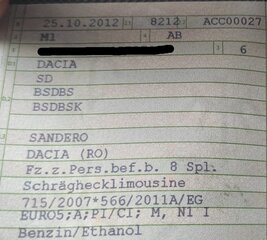 25.10.2012 8212 ACC00027
M1 AB
6
DACIA
SD
BSDBS
BSDBSK
SANDERO
DACIA (RO)
Fz.z.Pers.bef.b. 8 Spl.
Schräghecklimousine
715/2007*566/2011A/EG
EURO5;A;PI/CI; M, N1 I
Benzin/Ethanol